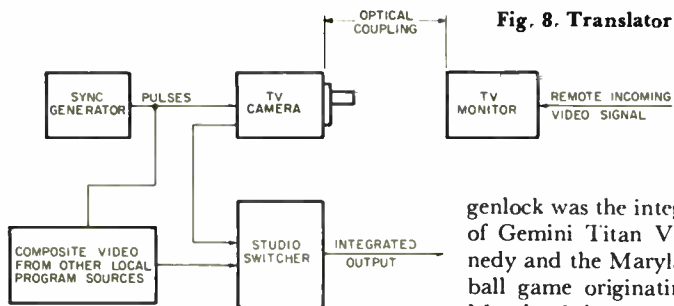 OPTICAL
COUPLING
Fig. 8. Translator
SYNC
GENERATOR
PULSES
TV
CAMERA
TV
MONITOR
REMOTE INCOMING
VIDEO SIGNAL
COMPOSITE VIDEO
FROM OTHER LOCAL
PROGRAM SOURCES
STUDIO
SWITCHER
INTEGRATED
OUTPUT
genlock was the integ
of Gemini Titan V
nedy and the Maryl
ball game originatin